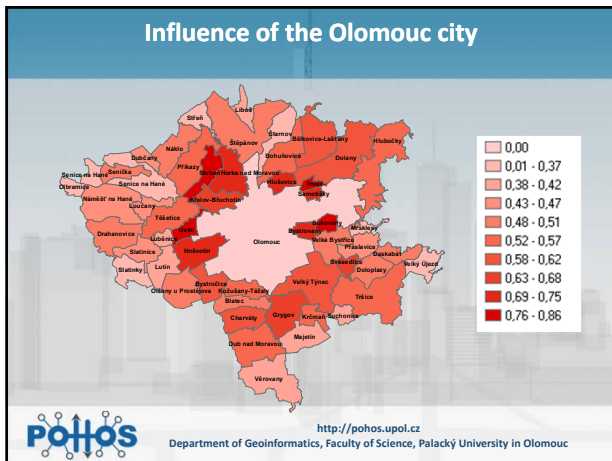 Influence of the Olomouc city
Liboš
Střeň
Štarnov
Štěpánov
Bělkovice-Lašťany
Hlubočky
Náklo
Bohuňovice
Dolany
Dubčany
Příkazy
Senice na Hané
Senička
Skrbeň
Horka nad Moravou
Hlušovice
Tovéř
Olbramice
Senice na Hané
Samotišky
Náměšť na Hané
Křelov-Břuchotín
Loučany
Těšetice
Bukovany
Mrsklesy
Drahanovice
Ústín
Bystrovany
Luběnice
Olomouc
Velká Bystřice
Slatinice
Hněvotín
Přáslavice
Daskabát
Slatinky
Lutín
Svésedlice
Velký Újezd
Doloplazy
Bystročice
Velký Týnec
Olšany u Prostějova
Kožušany-Tážaly
Tršice
Blatec
Suchonice
Charváty
Grygov
Krčmaň
Majetín
Dub nad Moravou
Věrovany
0,00
0,01 - 0,37
0,38 - 0,42
0,43 - 0,47
0,48 - 0,51
0,52 - 0,57
0,58 - 0,62
0,63 - 0,68
0,69 - 0,75
0,76 - 0,86
POHOS
http://pohos.upol.cz
Department of Geoinformatics, Faculty of Science, Palacký University in Olomouc